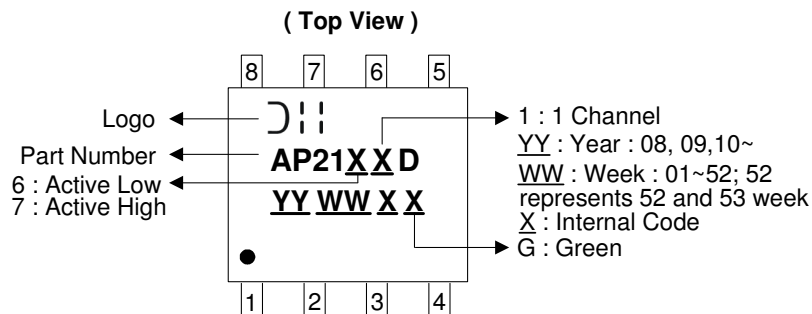 ( Top View )
8 7 6 5
Logo
Part Number
6 : Active Low
7 : Active High
AP21X X D
YY WW X X
1 : 1 Channel
YY : Year : 08, 09,10~
WW : Week : 01~52; 52
represents 52 and 53 week
X : Internal Code
G : Green
1 2 3 4